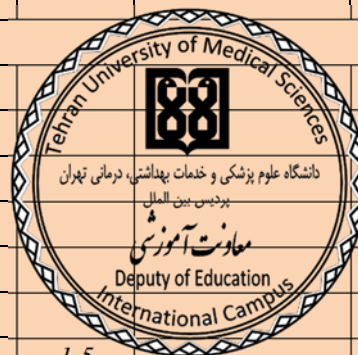 Tehran University of Medical Sciences
دانشگاه علوم پزشکی و خدمات بهداشتی، درمانی تهران
پردیس بین الملل
معاونت آموزشی
Deputy of Education
International Campus